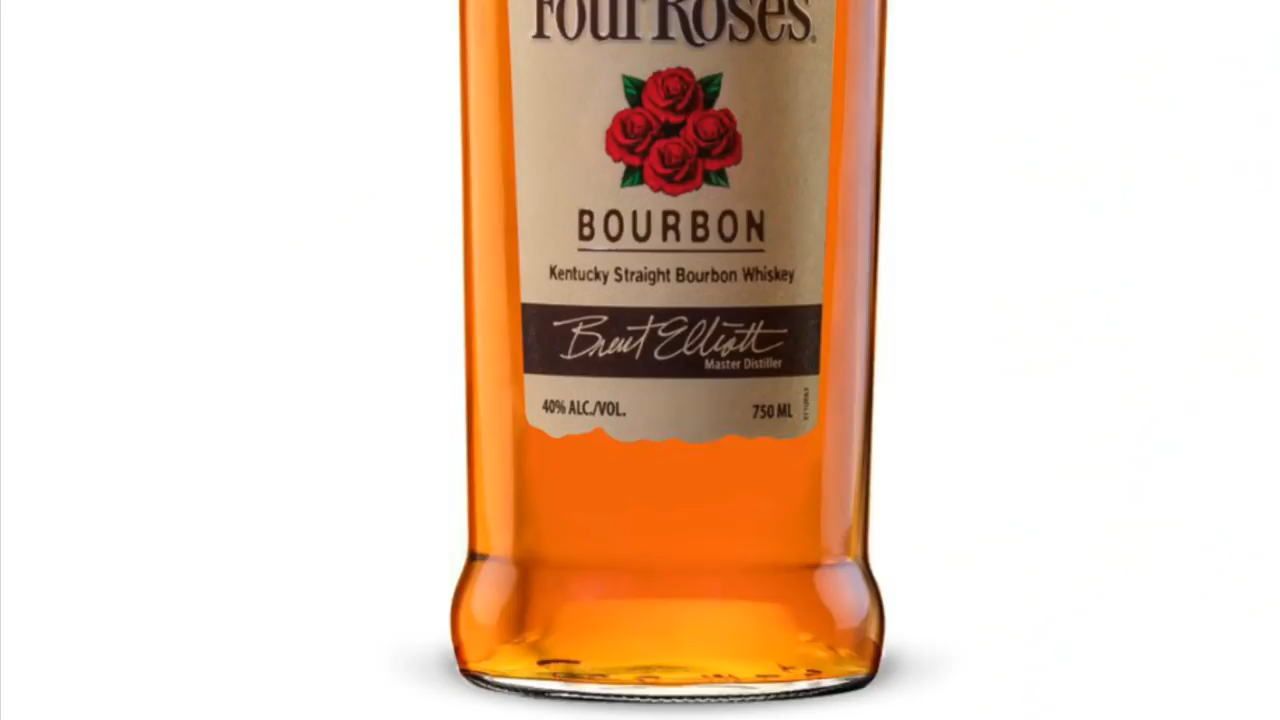 Four Roses
BOURBON
Kentucky Straight Bourbon Whiskey
Brent Elliott
Master Distiller
40% ALC./VOL.
750 ML